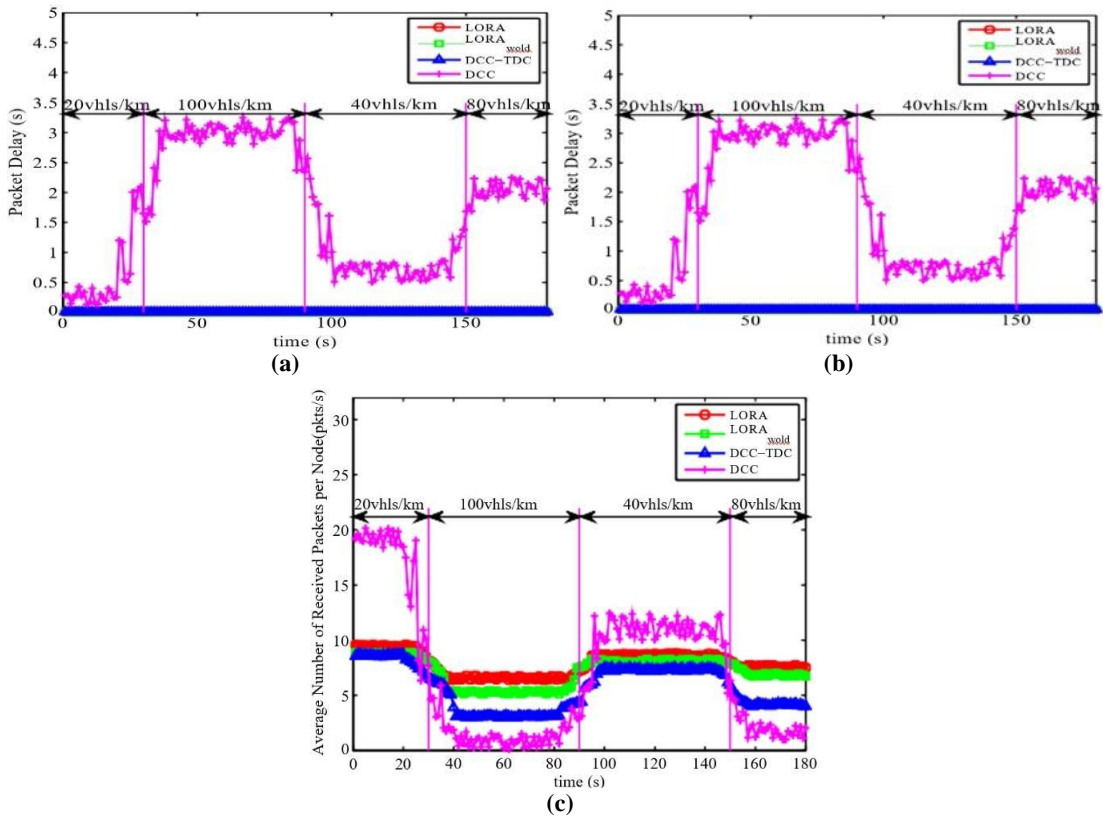 5
4.5
4
3.5
3
2.5
2
1.5
1
0.5
0
Packet Delay (s)
LORA
LORA wold
DCC-TDC
DCC
20vhls/km
100vhls/km
40vhls/km
80vhls/km
0
50
100
150
time (s)
(a)
5
4.5
4
3.5
3
2.5
2
1.5
1
0.5
0
Packet Delay (s)
LORA
LORA wold
DCC-TDC
DCC
20vhls/km
100vhls/km
40vhls/km
80vhls/km
0
50
100
150
time (s)
(b)
30
25
20
15
10
5
0
Average Number of Received Packets per Node(pkts/s)
LORA
LORA wold
DCC-TDC
DCC
20vhls/km
100vhls/km
40vhls/km
80vhls/km
0
20
40
60
80
100
120
140
160
180
time (s)
(c)